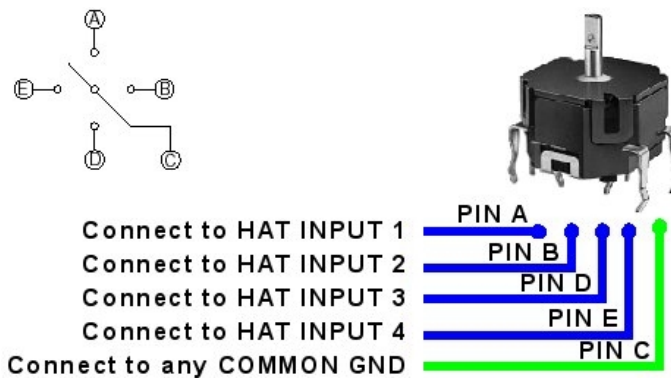 A
E
B
D
C
PIN A
Connect to HAT INPUT 1
PIN B
Connect to HAT INPUT 2
PIN D
Connect to HAT INPUT 3
PIN E
Connect to HAT INPUT 4
PIN C
Connect to any COMMON GND